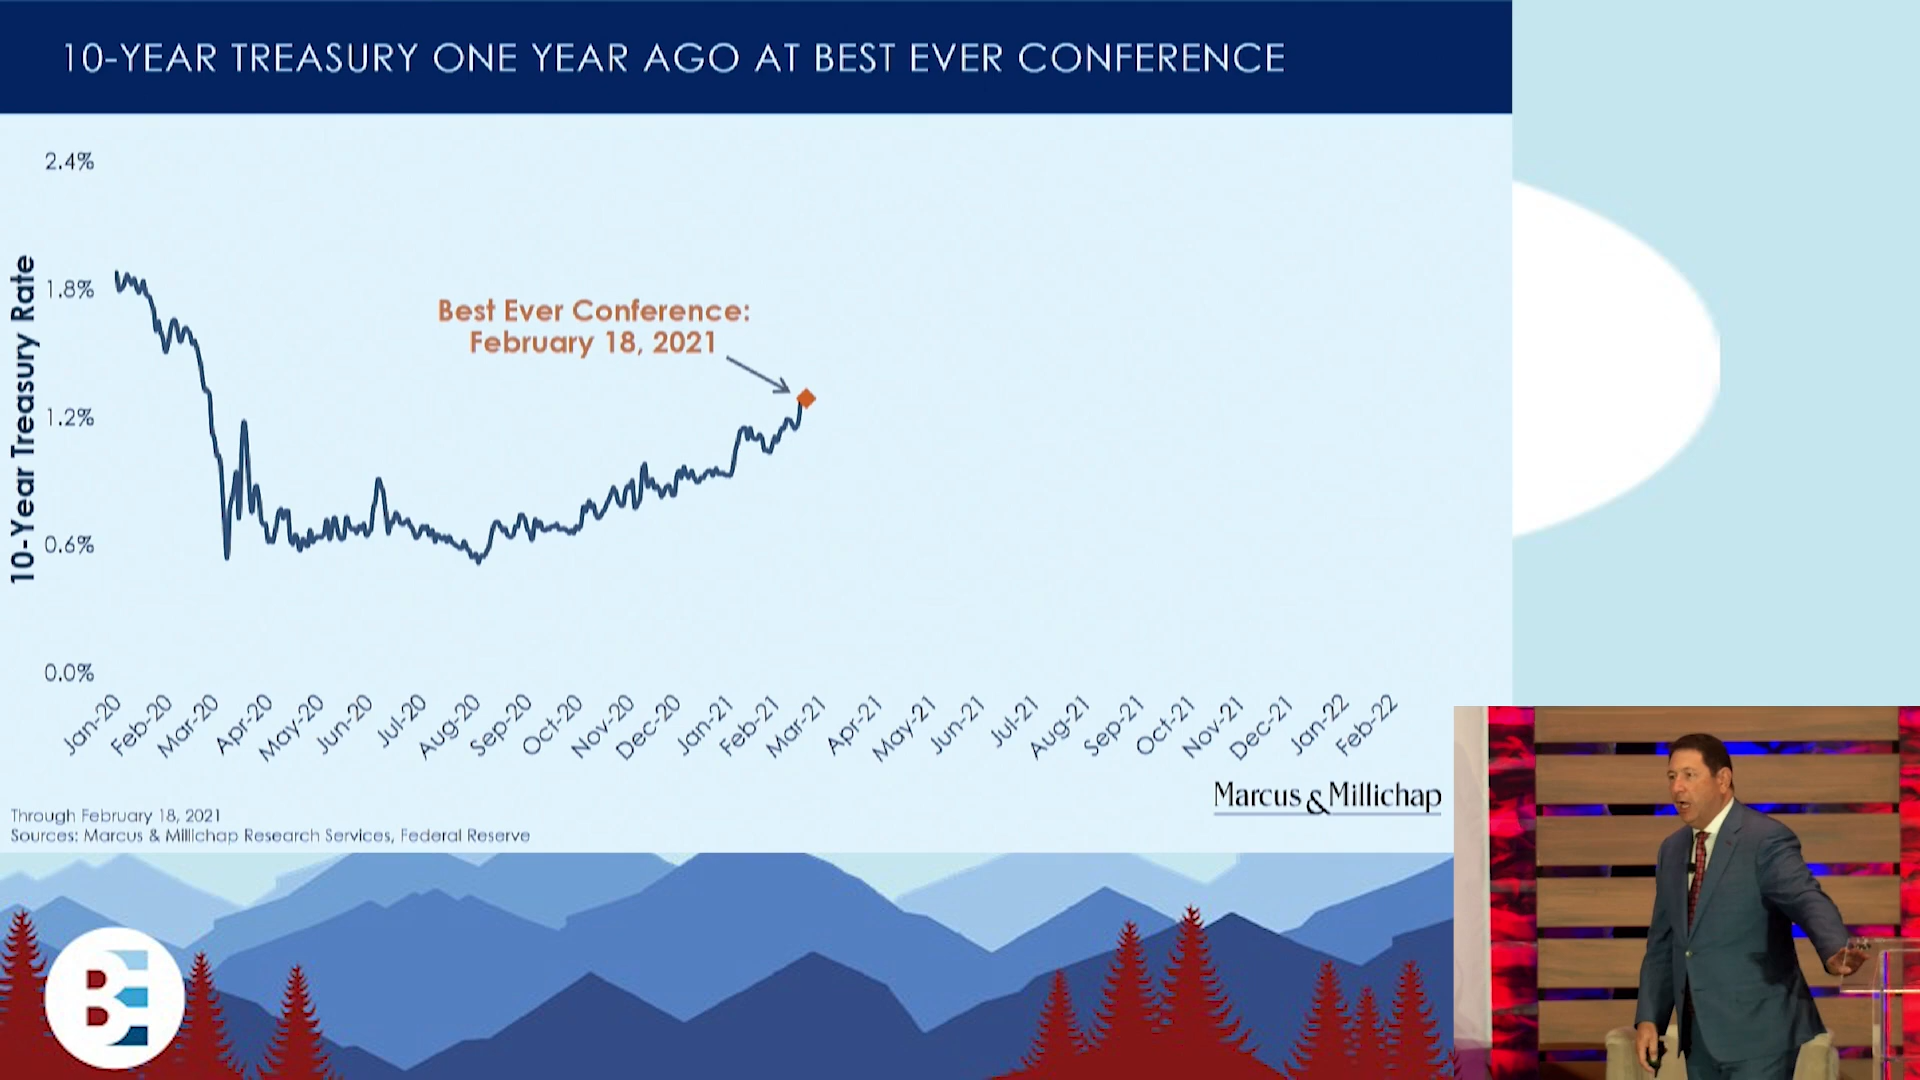 10-YEAR TREASURY ONE YEAR AGO AT BEST EVER CONFERENCE
10-Year Treasury Rate
2.4%
1.8%
1.2%
0.6%
0.0%
Best Ever Conference:
February 18, 2021
Jan-20
Feb-20
Mar-20
Apr-20
May-20
Jun-20
Jul-20
Aug-20
Sep-20
Oct-20
Nov-20
Dec-20
Jan-21
Feb-21
Mar-21
Apr-21
May-21
Jun-21
Jul-21
Aug-21
Sep-21
Oct-21
Nov-21
Dec-21
Jan-22
Feb-22
Marcus & Millichap
Through February 18, 2021
Sources: Marcus & Millichap Research Services, Federal Reserve
BE